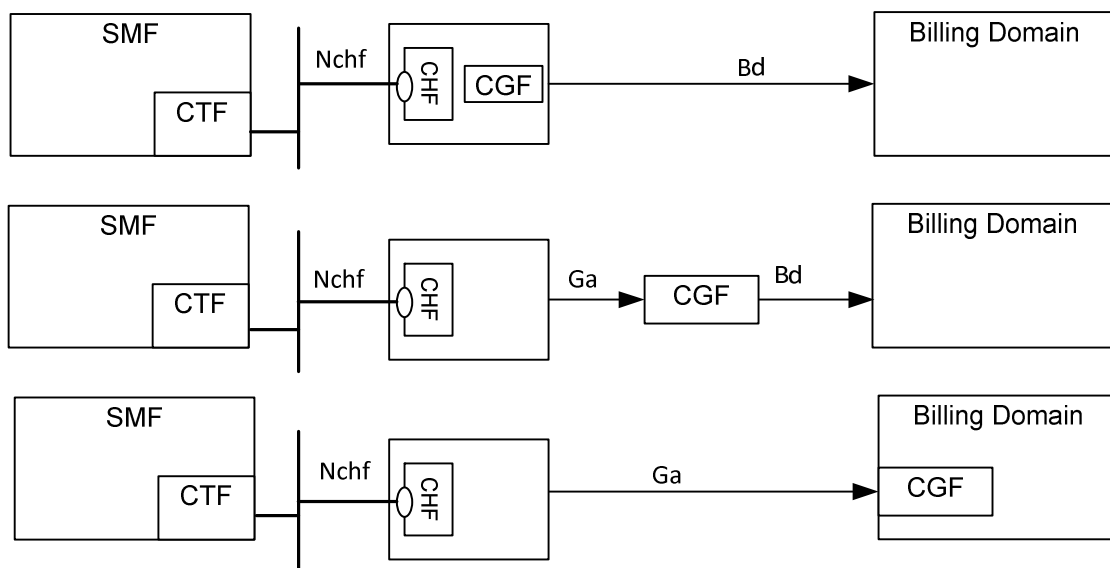 SMF
CTF
Nchf
CHF
CGF
Bd
Billing Domain
SMF
CTF
Nchf
CHF
Ga
CGF
Bd
Billing Domain
SMF
CTF
Nchf
CHF
Ga
Billing Domain
CGF